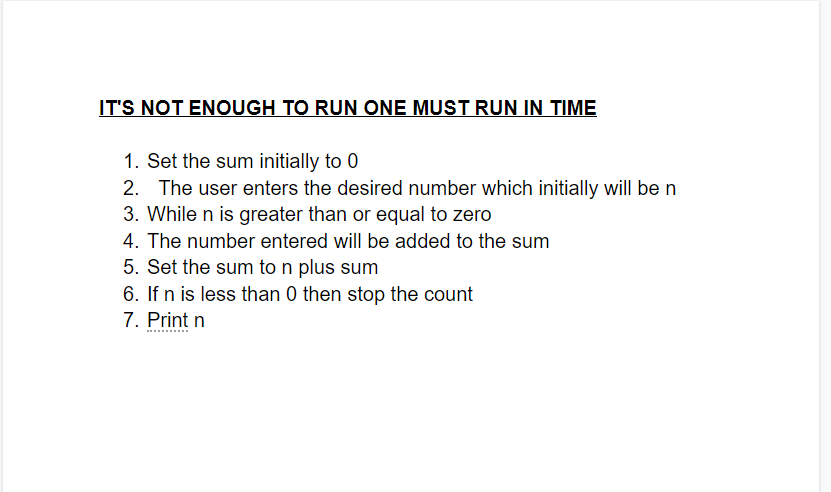 IT'S NOT ENOUGH TO RUN ONE MUST RUN IN TIME
1. Set the sum initially to 0
2. The user enters the desired number which initially will be n
3. While n is greater than or equal to zero
4. The number entered will be added to the sum
5. Set the sum to n plus sum
6. If n is less than 0 then stop the count
7. Print n